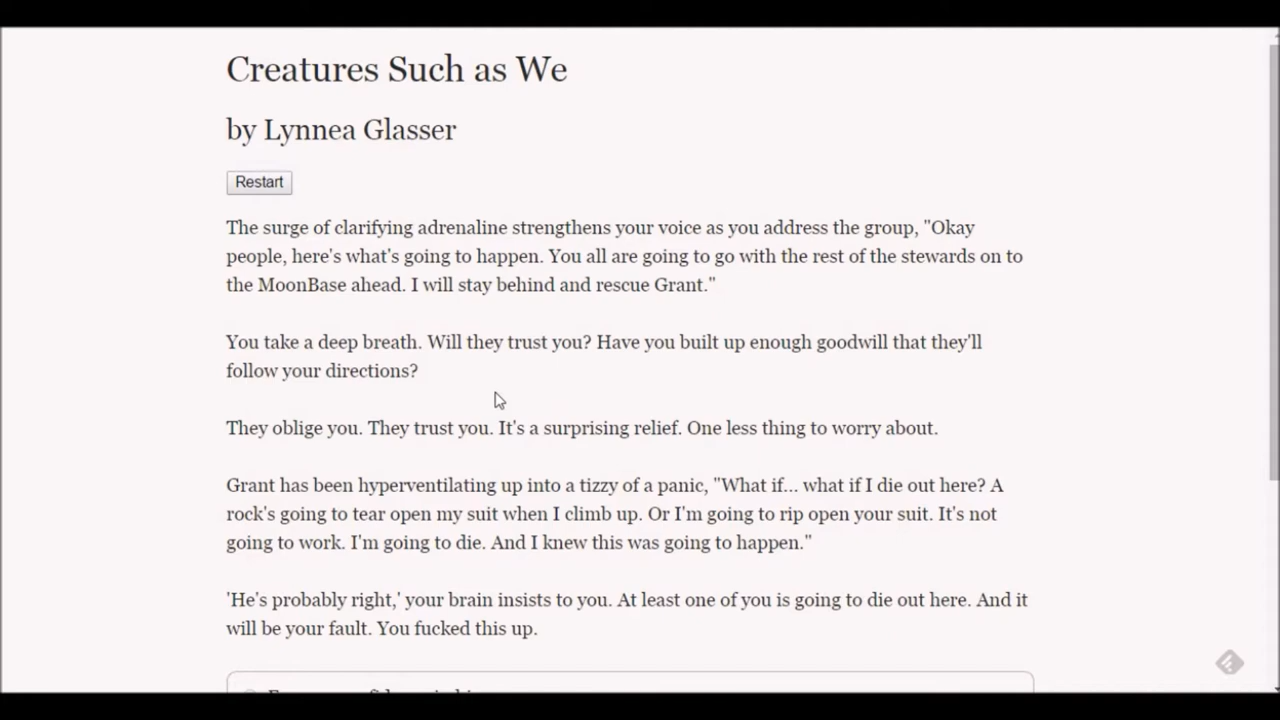 Creatures Such as We
by Lynnea Glasser
Restart
The surge of clarifying adrenaline strengthens your voice as you address the group, "Okay
people, here's what's going to happen. You all are going to go with the rest of the stewards on to
the MoonBase ahead. I will stay behind and rescue Grant."
You take a deep breath. Will they trust you? Have you built up enough goodwill that they'll
follow your directions?
They oblige you. They trust you. It's a surprising relief. One less thing to worry about.
Grant has been hyperventilating up into a tizzy of a panic, "What if... what if I die out here? A
rock's going to tear open my suit when I climb up. Or I'm going to rip open your suit. It's not
going to work. I'm going to die. And I knew this was going to happen."
'He's probably right,' your brain insists to you. At least one of you is going to die out here. And it
will be your fault. You fucked this up.